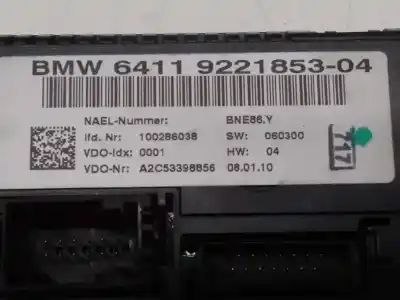 BMW 6411 9221853-04
NAEL-Nummer: BNE86.Y
lfd. Nr: 100286038 SW: 060300
VDO-Idx: 0001 HW: 04
VDO-Nr: A2C53398856 08.01.10
717